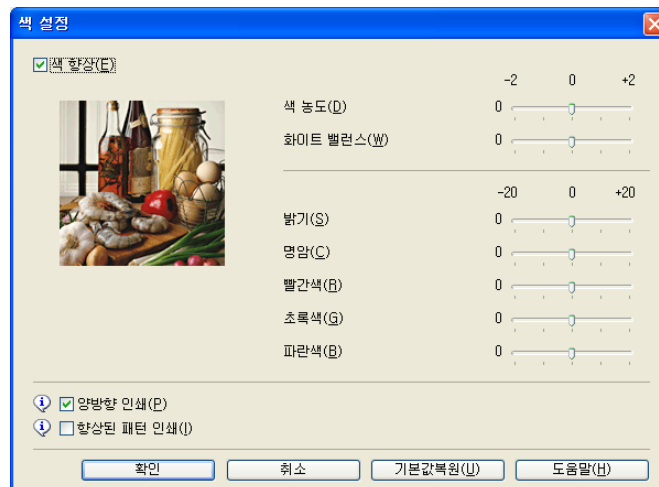 색 설정
색 향상(E)
-2 0 +2
색 농도(D) 0
화이트 밸런스(W) 0
-20 0 +20
밝기(S) 0
명암(C) 0
빨간색(R) 0
초록색(G) 0
파란색(B) 0
양방향 인쇄(P)
향상된 패턴 인쇄(I)
확인 취소 기본값복원(U) 도움말(H)